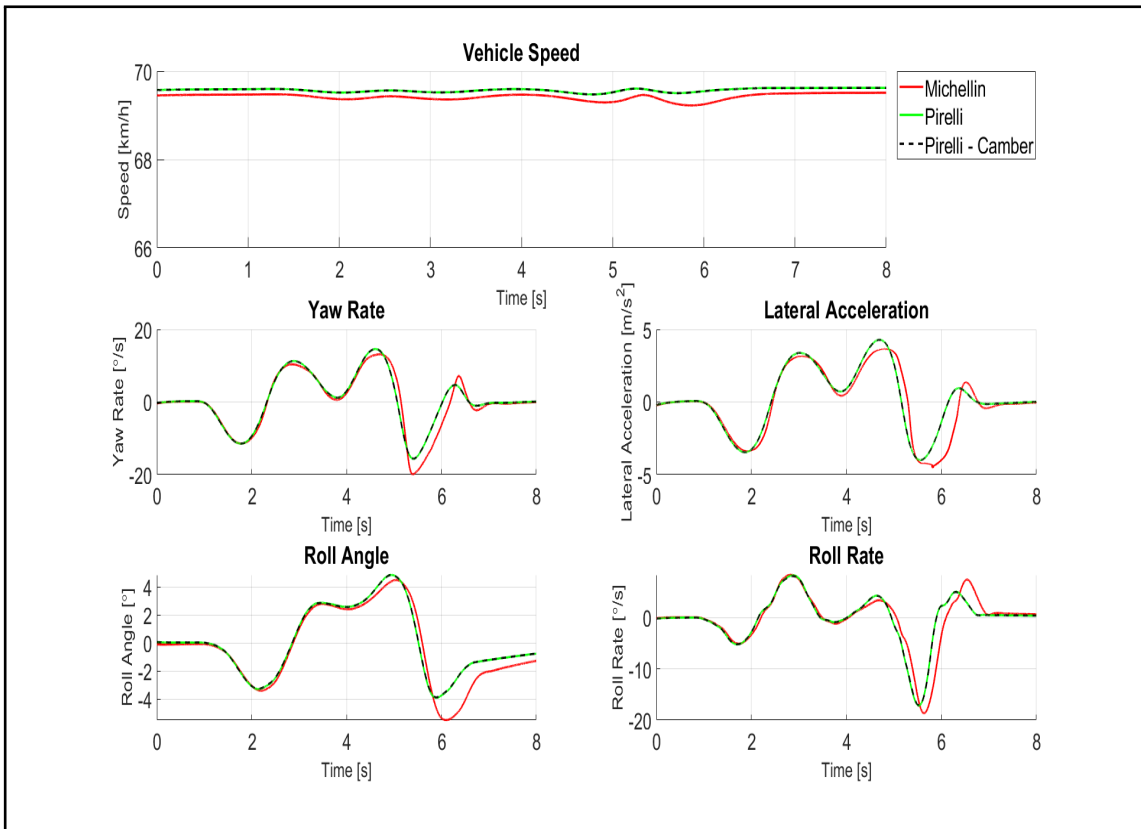 Vehicle Speed
70
68
66
Speed [km/h]
0 1 2 3 4 5 6 7 8
Time [s]
Michellin
Pirelli
Pirelli - Camber
Yaw Rate
20
0
-20
Yaw Rate [°/s]
0 2 4 6 8
Time [s]
Lateral Acceleration
5
0
-5
Lateral Acceleration [m/s²]
0 2 4 6 8
Time [s]
Roll Angle
4
2
0
-2
-4
Roll Angle [°]
0 2 4 6 8
Time [s]
Roll Rate
0
-10
-20
Roll Rate [°/s]
0 2 4 6 8
Time [s]